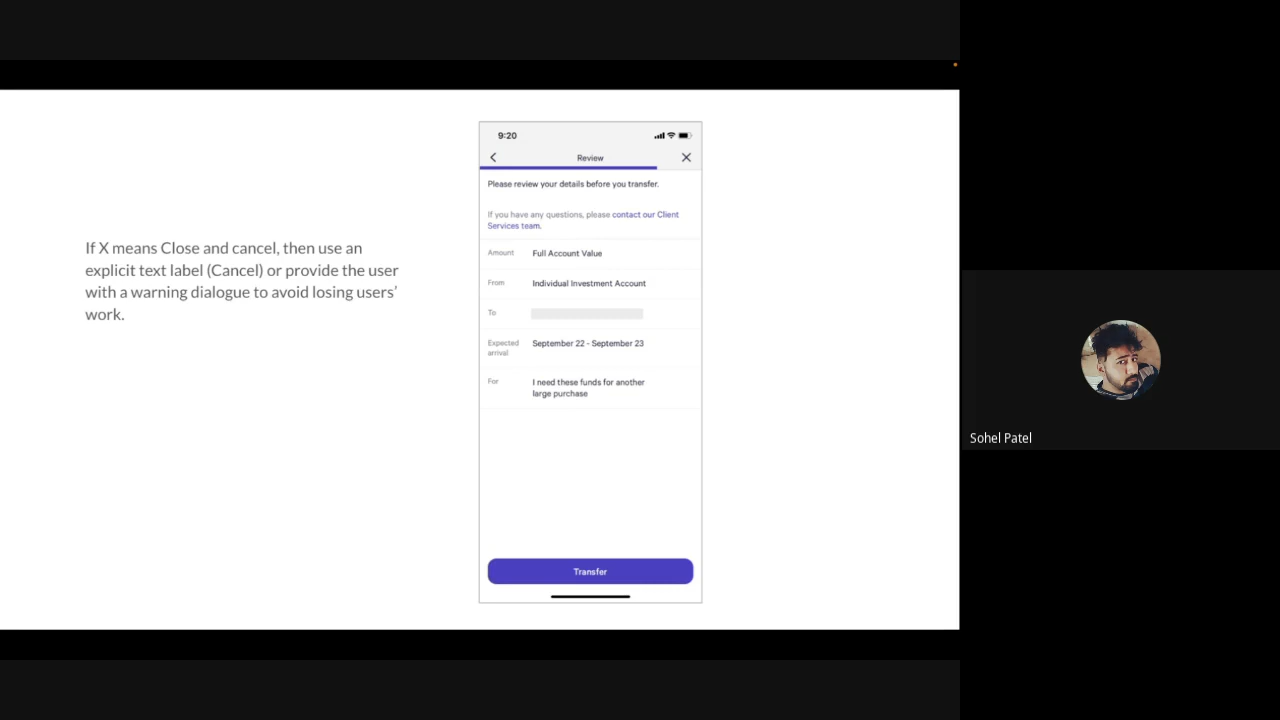 If X means Close and cancel, then use an
explicit text label (Cancel) or provide the user
with a warning dialogue to avoid losing users’
work.
9:20
Review
Please review your details before you transfer.
If you have any questions, please contact our Client
Services team.
Amount Full Account Value
From Individual Investment Account
To
Expected September 22 - September 23
arrival
For I need these funds for another
large purchase
Transfer
Sohel Patel